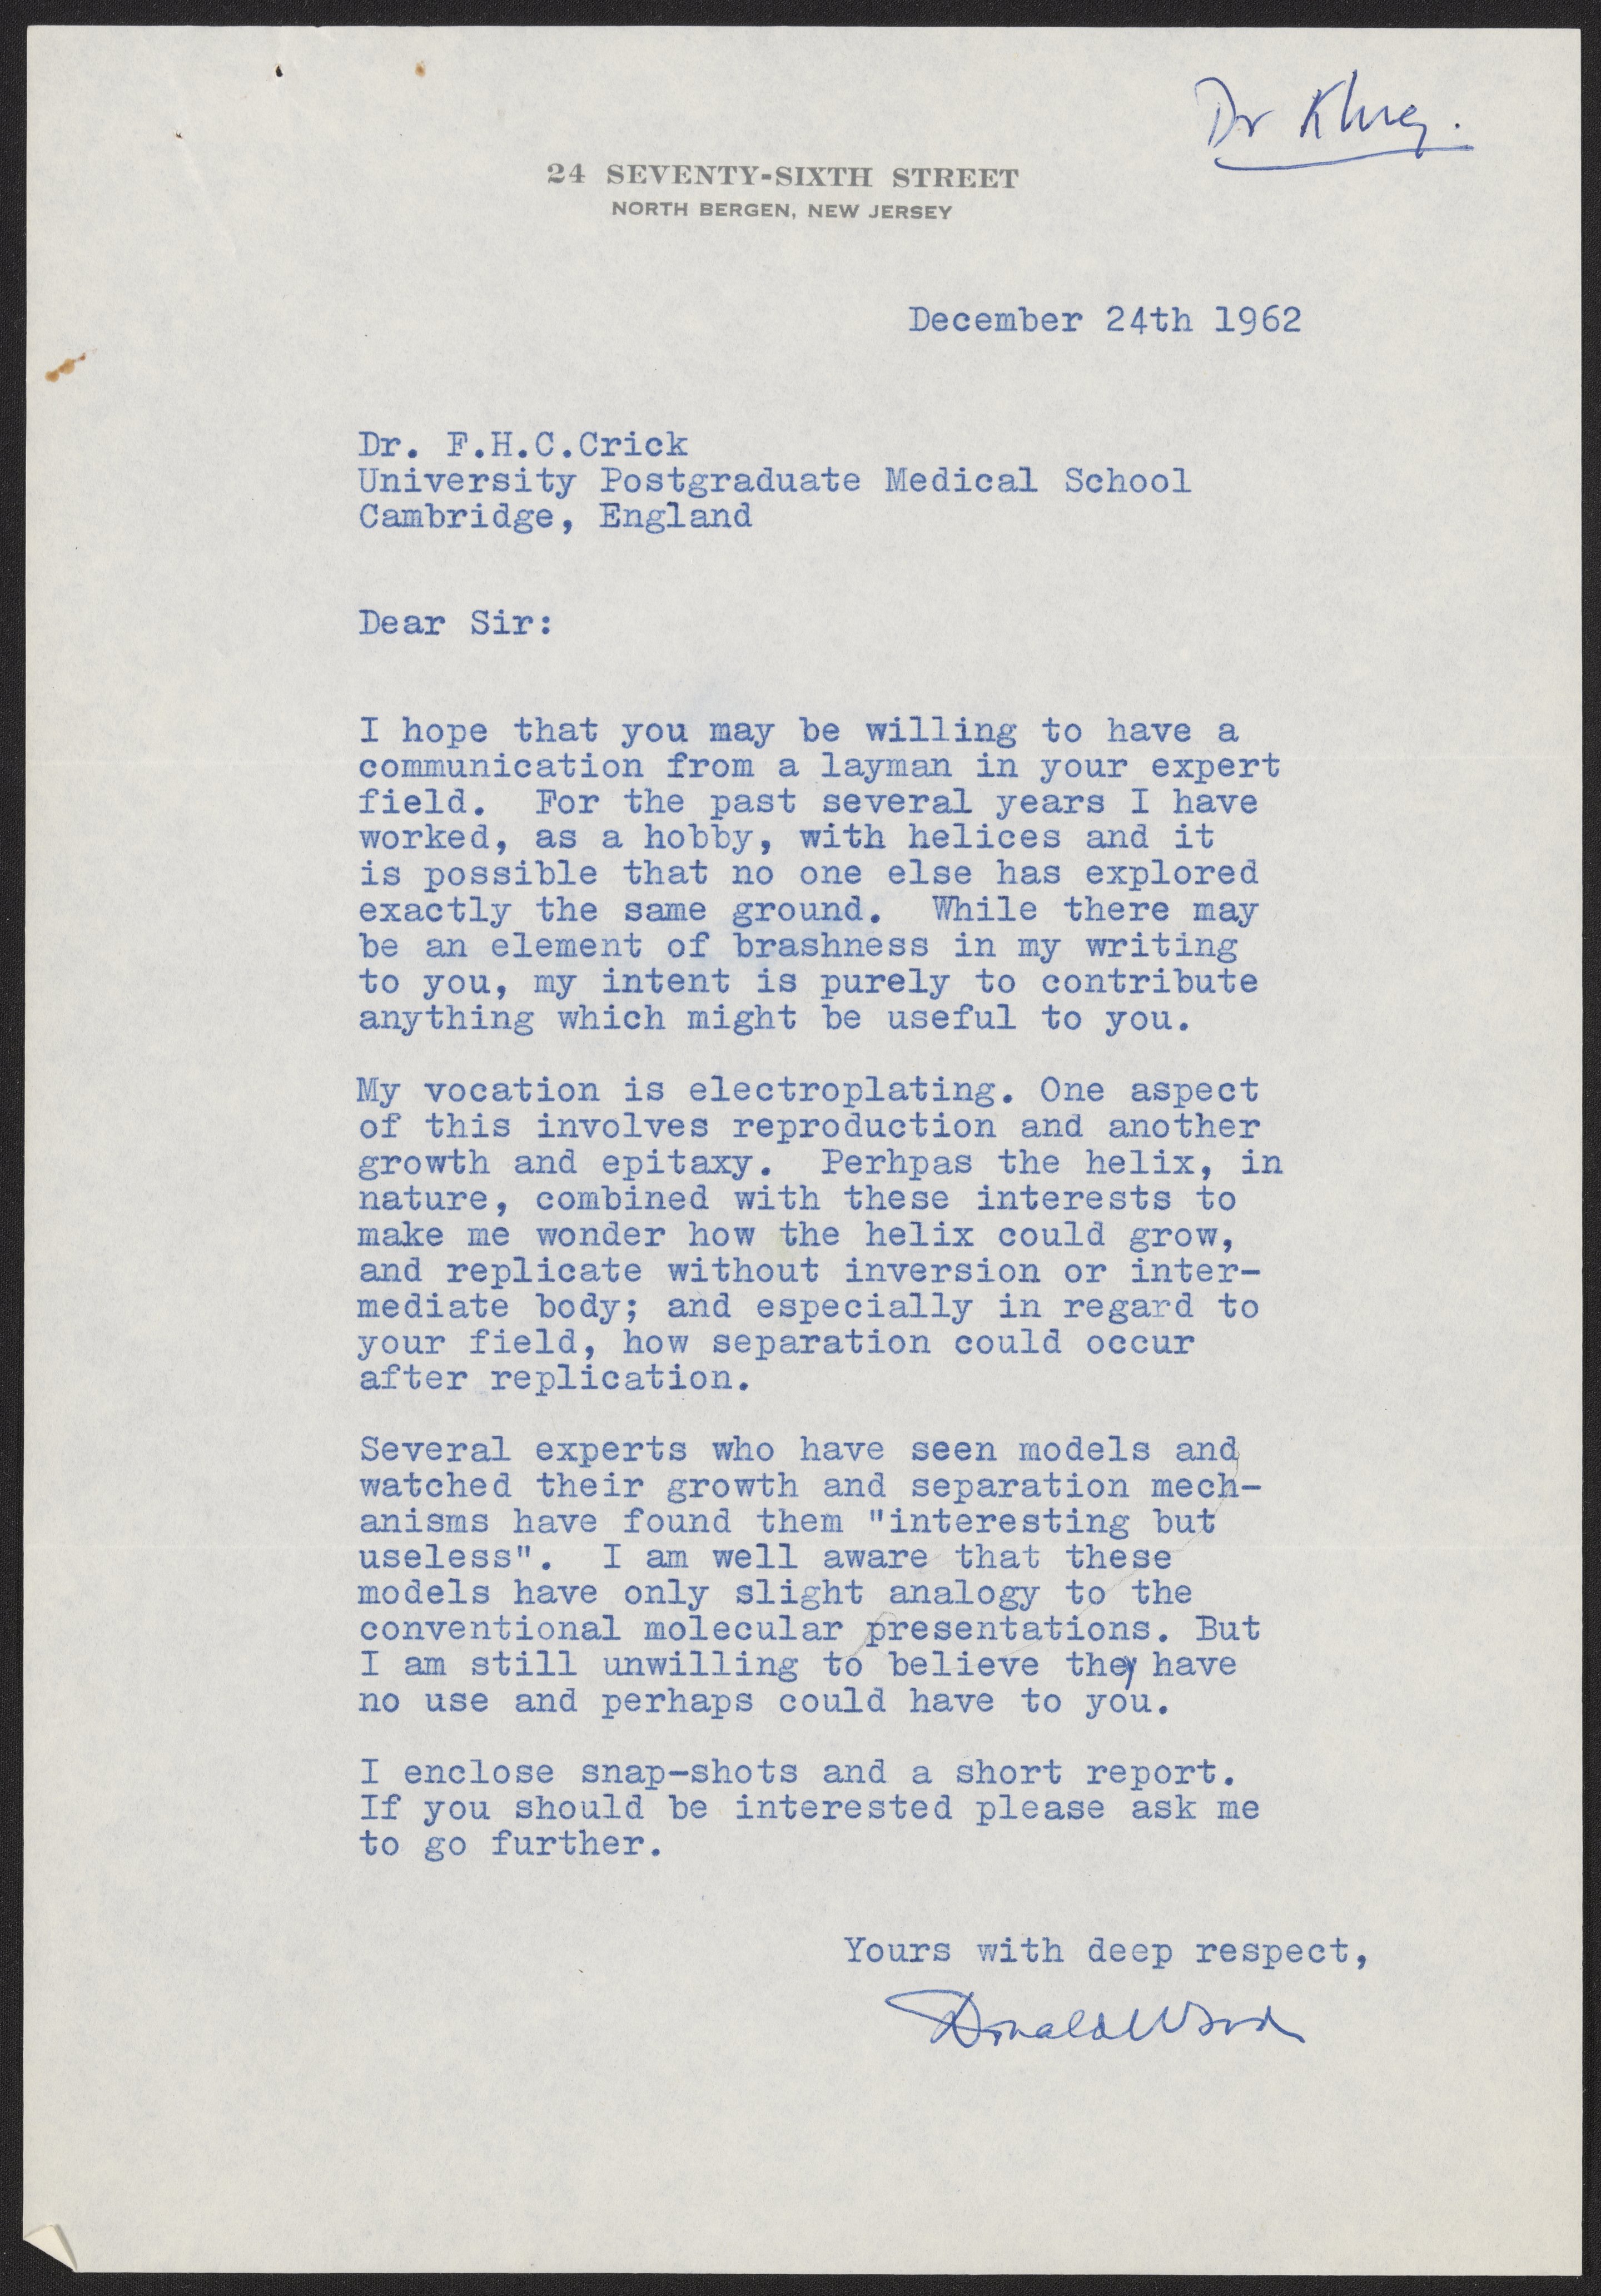 Dr Klug.
24 SEVENTY-SIXTH STREET
NORTH BERGEN, NEW JERSEY
December 24th 1962
Dr. F.H.C.Crick
University Postgraduate Medical School
Cambridge, England
Dear Sir:
I hope that you may be willing to have a
communication from a layman in your expert
field.  For the past several years I have
worked, as a hobby, with helices and it
is possible that no one else has explored
exactly the same ground.  While there may
be an element of brashness in my writing
to you, my intent is purely to contribute
anything which might be useful to you.
My vocation is electroplating. One aspect
of this involves reproduction and another
growth and epitaxy.  Perhpas the helix, in
nature, combined with these interests to
make me wonder how the helix could grow,
and replicate without inversion or inter-
mediate body; and especially in regard to
your field, how separation could occur
after replication.
Several experts who have seen models and
watched their growth and separation mech-
anisms have found them "interesting but
useless".  I am well aware that these
models have only slight analogy to the
conventional molecular presentations. But
I am still unwilling to believe they have
no use and perhaps could have to you.
I enclose snap-shots and a short report.
If you should be interested please ask me
to go further.
Yours with deep respect,
Donald Wood